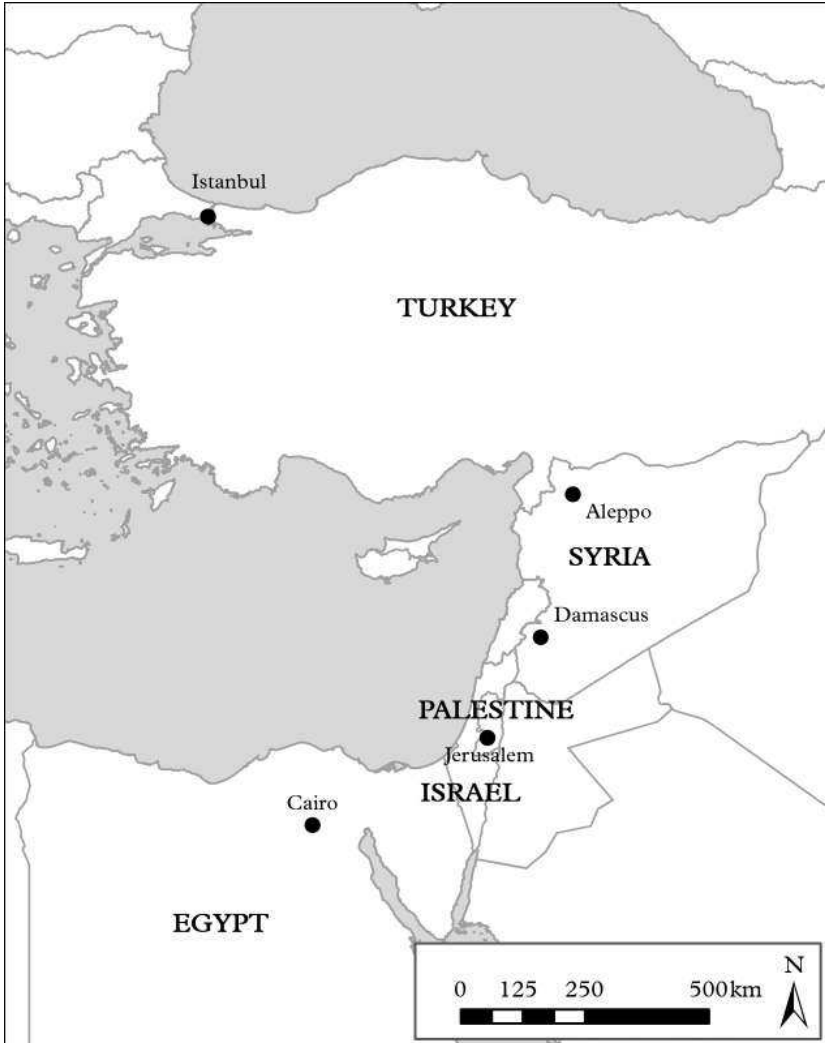 Istanbul
TURKEY
Aleppo
SYRIA
Damascus
PALESTINE
Jerusalem
ISRAEL
Cairo
EGYPT
N
0 125 250 500km